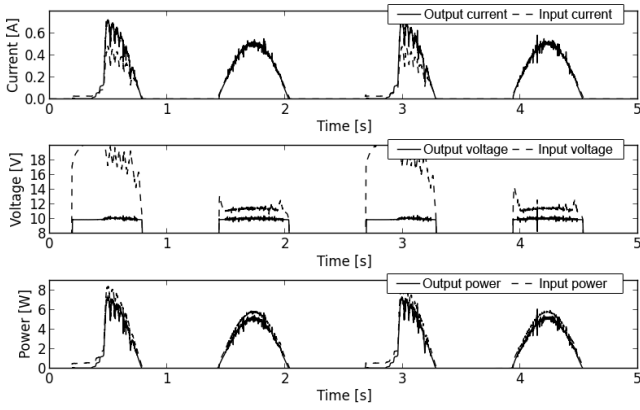 Output current Input current
Current [A]
0.6
0.4
0.2
0.0
0 1 2 3 4 5
Time [s]
Output voltage Input voltage
Voltage [V]
18
16
14
12
10
8
0 1 2 3 4 5
Time [s]
Output power Input power
Power [W]
8
6
4
2
0
0 1 2 3 4 5
Time [s]